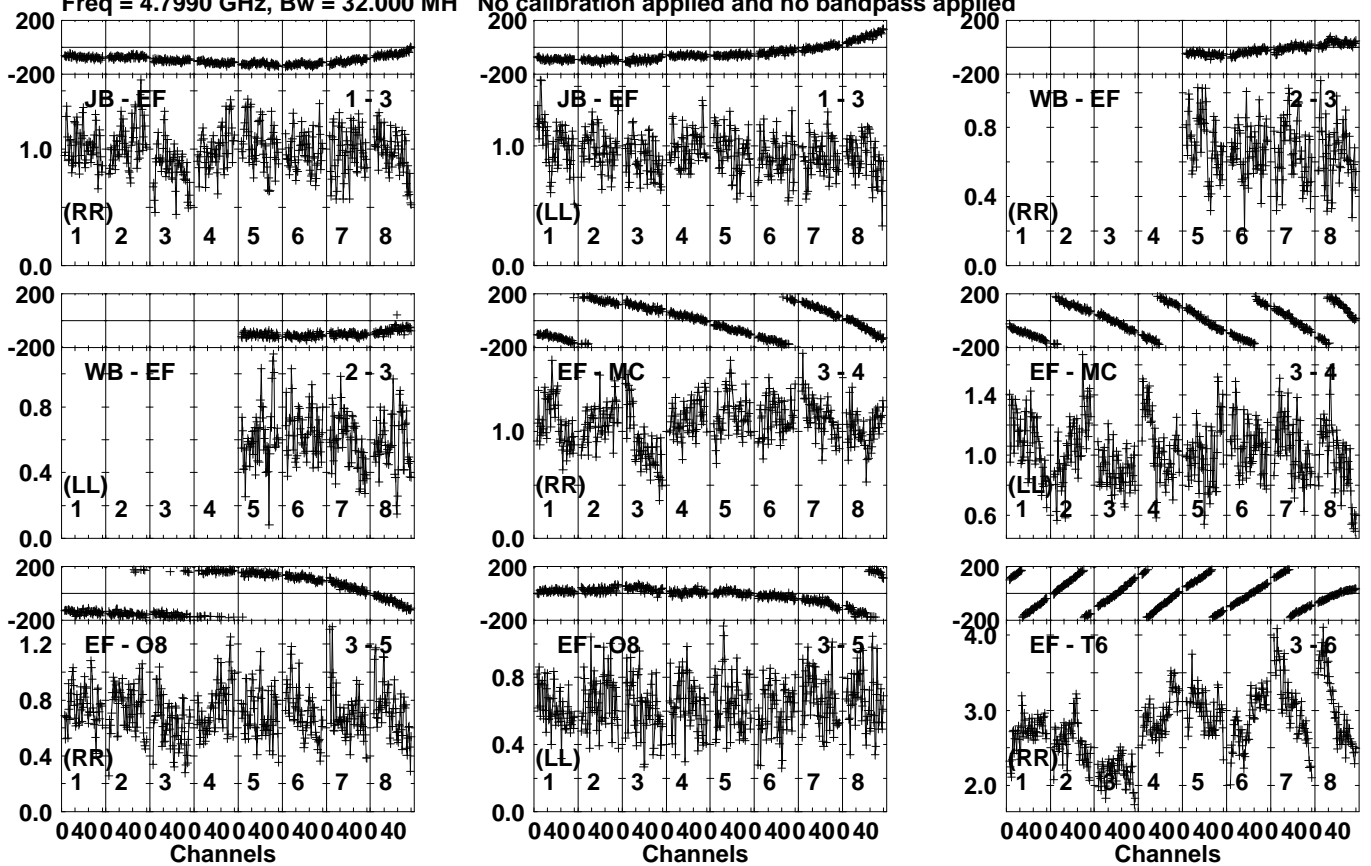 Freq = 4.7990 GHz, Bw = 32.000 MH No calibration applied and no bandpass applied
200 200 200
-200 -200 -200
JB - EF 1 - 3 JB - EF 1 - 3 WB - EF 2 - 3
1.0 1.0 0.8
0.4
(RR) (LL) (RR)
1 2 3 4 5 6 7 8 1 2 3 4 5 6 7 8 1 2 3 4 5 6 7 8
0.0 0.0 0.0
200 200 200
-200 -200 -200
WB - EF 2 - 3 EF - MC 3 - 4 EF - MC 3 - 4
0.8 1.0 1.4
0.4 1.0
(LL) (RR) (LL)
1 2 3 4 5 6 7 8 1 2 3 4 5 6 7 8 1 2 3 4 5 6 7 8
0.0 0.0 0.6
200 200 200
-200 -200 -200
EF - O8 3 - 5 EF - O8 3 - 5 EF - T6 3 - 6
1.2 0.8 4.0
0.8 0.4 3.0
0.4 2.0
(RR) (LL) (RR)
1 2 3 4 5 6 7 8 1 2 3 4 5 6 7 8 1 2 3 4 5 6 7 8
0.0 0.0
0 40 0 40 0 40 0 40 0 40 0 40 0 40 0 40 0 40 0 40 0 40 0 40 0 40 0 40 0 40 0 40 0 40 0 40 0 40 0 40 0 40 0 40 0 40 0 40
Channels Channels Channels